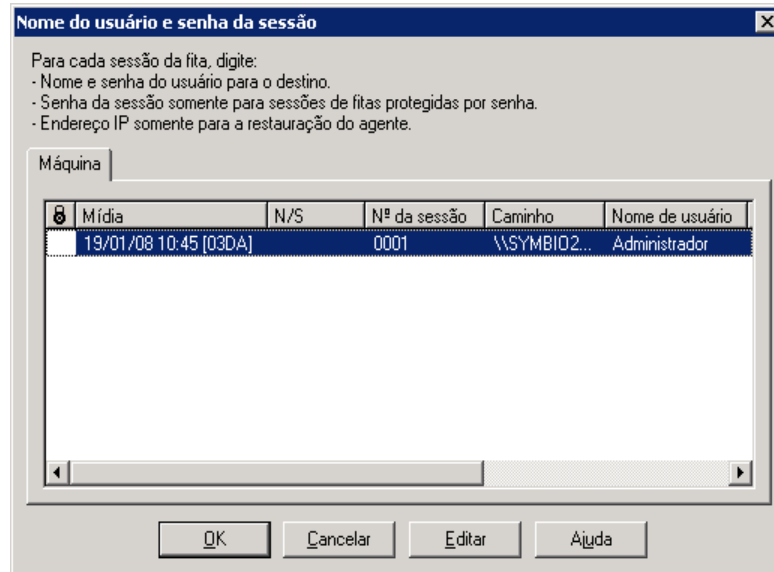 Nome do usuário e senha da sessão
Para cada sessão da fita, digite:
- Nome e senha do usuário para o destino.
- Senha da sessão somente para sessões de fitas protegidas por senha.
- Endereço IP somente para a restauração do agente.
Máquina
Mídia N/S Nº da sessão Caminho Nome de usuário
19/01/08 10:45 [03DA] 0001 \\SYMBIO2... Administrador
OK Cancelar Editar Ajuda